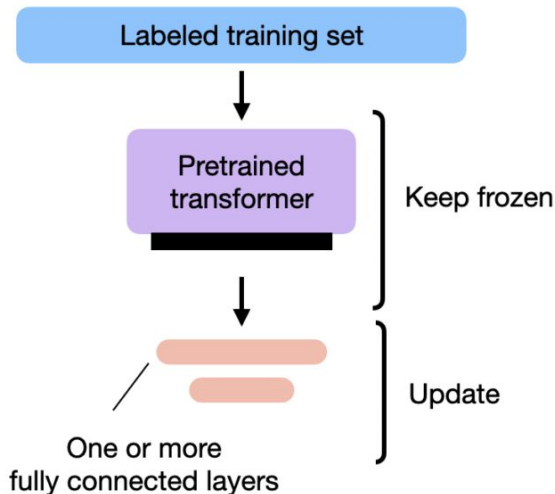 Labeled training set
Pretrained
transformer
Keep frozen
Update
One or more
fully connected layers